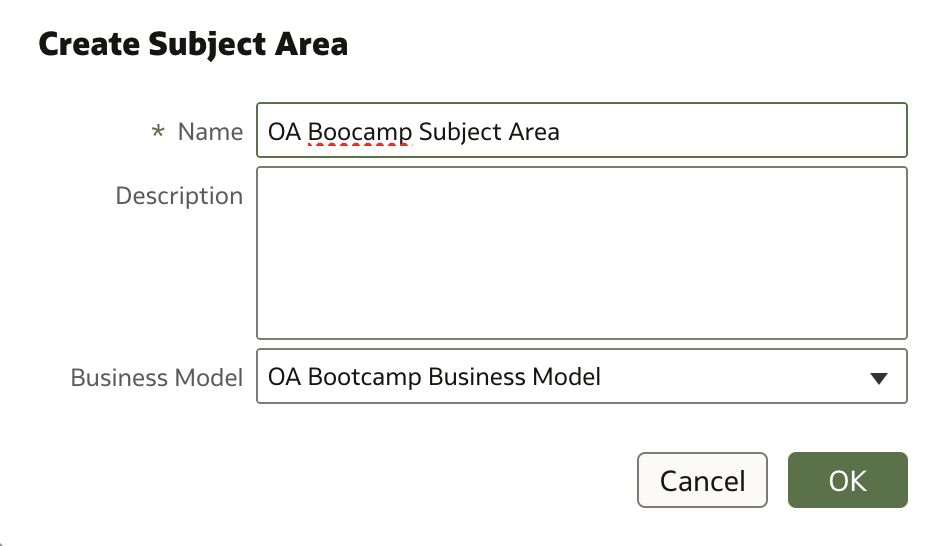 Create Subject Area
* Name OA Boocamp Subject Area
Description
Business Model OA Bootcamp Business Model
Cancel OK